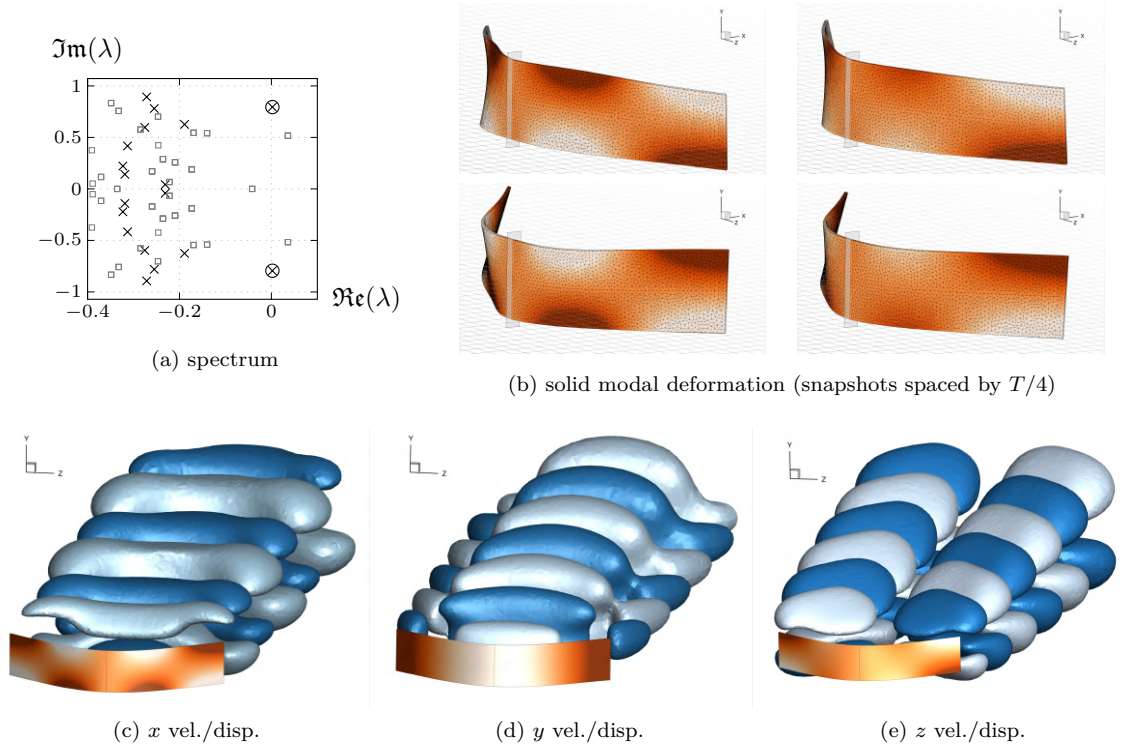 ℑm(λ)
1
0.5
0
−0.5
−1
−0.4
−0.2
0
ℜe(λ)
(a) spectrum
Y
X
Z
Y
X
Z
Y
X
Z
Y
X
Z
(b) solid modal deformation (snapshots spaced by T/4)
Y
Z
Y
Z
Y
Z
(c) x vel./disp.
(d) y vel./disp.
(e) z vel./disp.